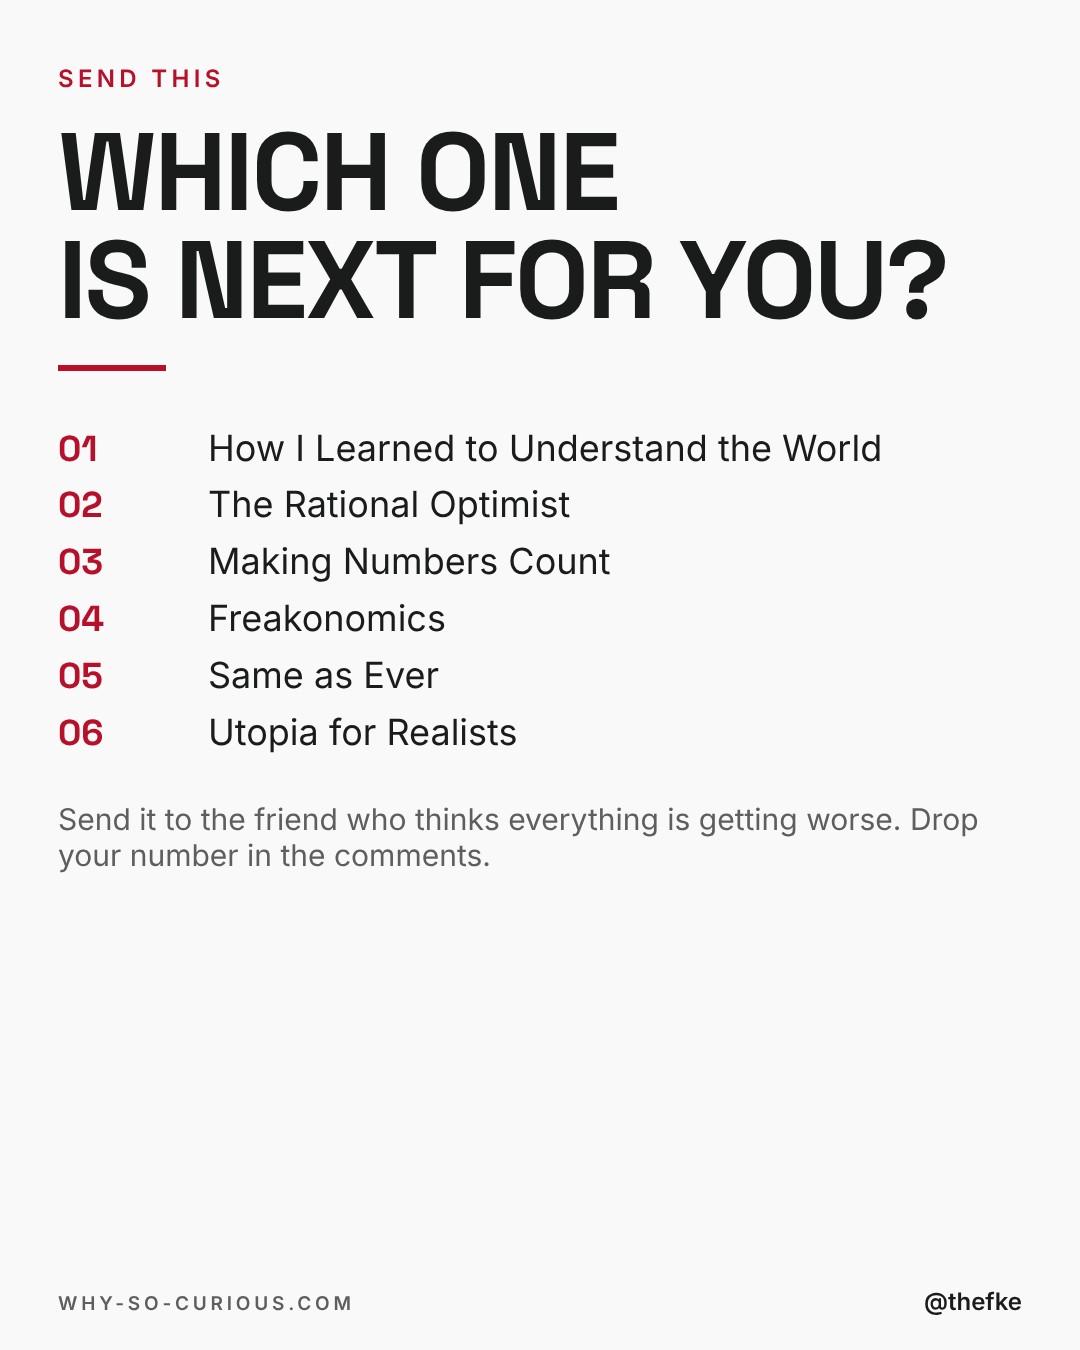 SEND THIS
WHICH ONE
IS NEXT FOR YOU?
01 How I Learned to Understand the World
02 The Rational Optimist
03 Making Numbers Count
04 Freakonomics
05 Same as Ever
06 Utopia for Realists
Send it to the friend who thinks everything is getting worse. Drop
your number in the comments.
WHY-SO-CURIOUS.COM
@thefke